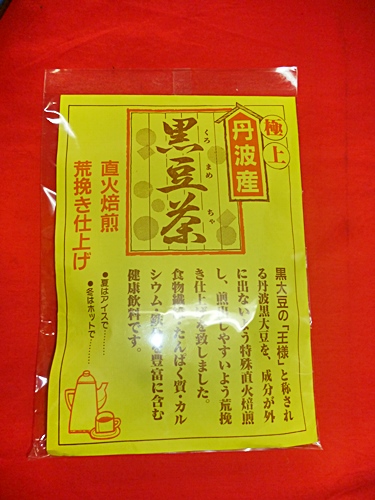 極上
丹波産
黒豆茶
くろ まめ ちゃ
直火焙煎
荒挽き仕上げ
●夏はアイスで……
●冬はホットで……
黒大豆の「王様」と称され
る丹波黒大豆を、成分が外
に出ないよう特殊直火焙煎
し、煎出しやすいよう荒挽
き仕上げを致しました。
食物繊維・たんぱく質・カル
シウム・鉄 豊富に含む
健康飲料です。